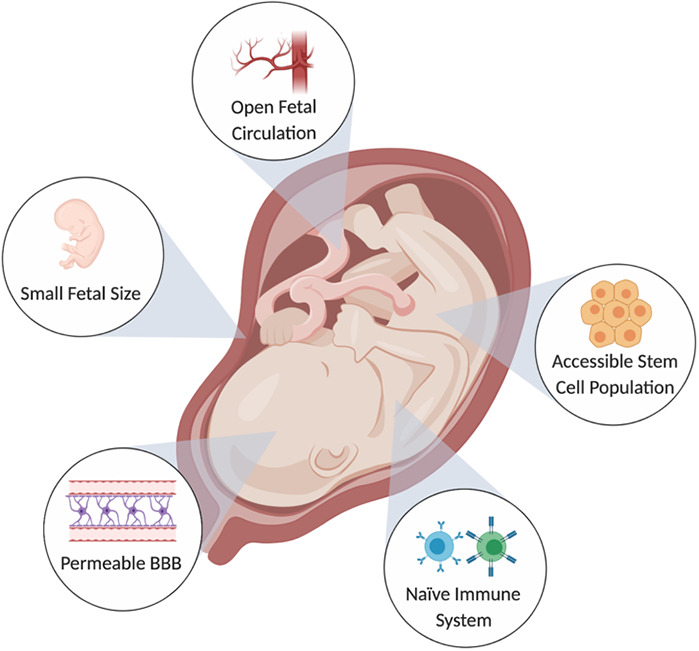 Open Fetal
Circulation
Small Fetal Size
Accessible Stem
Cell Population
Permeable BBB
Naïve Immune
System